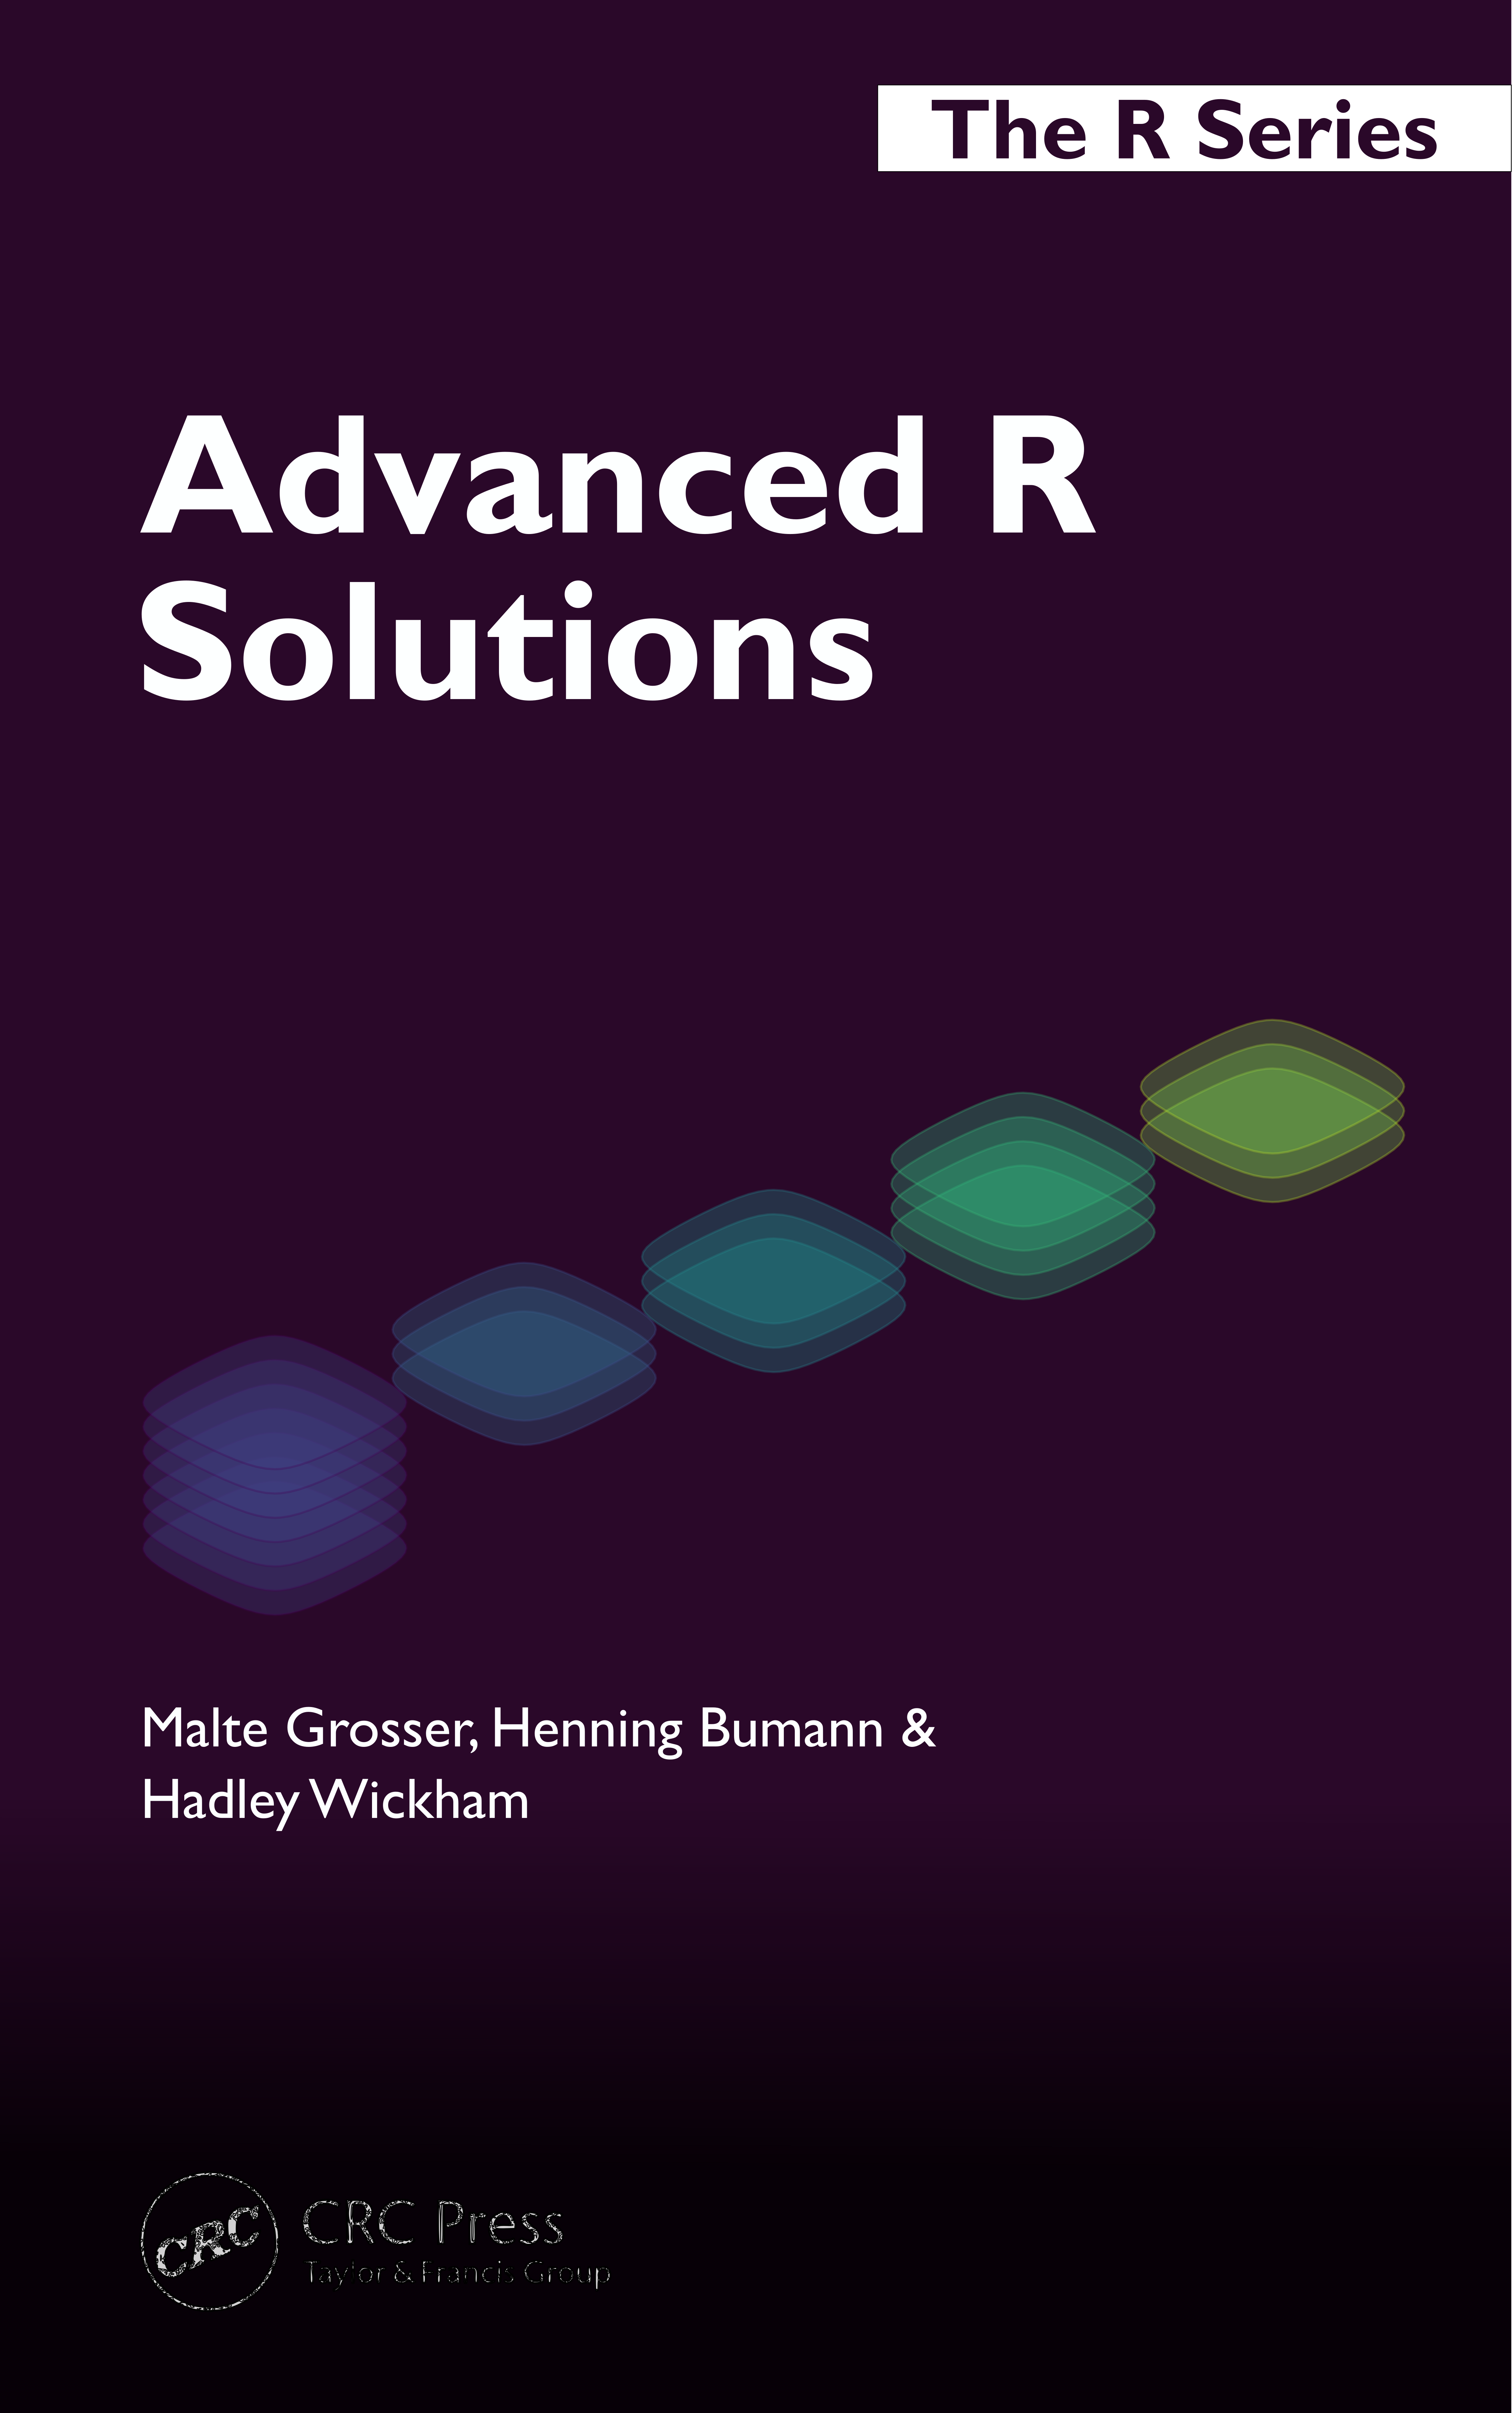 The R Series
Advanced R
Solutions
Malte Grosser, Henning Bumann &
Hadley Wickham
CRC
CRC Press
Taylor & Francis Group